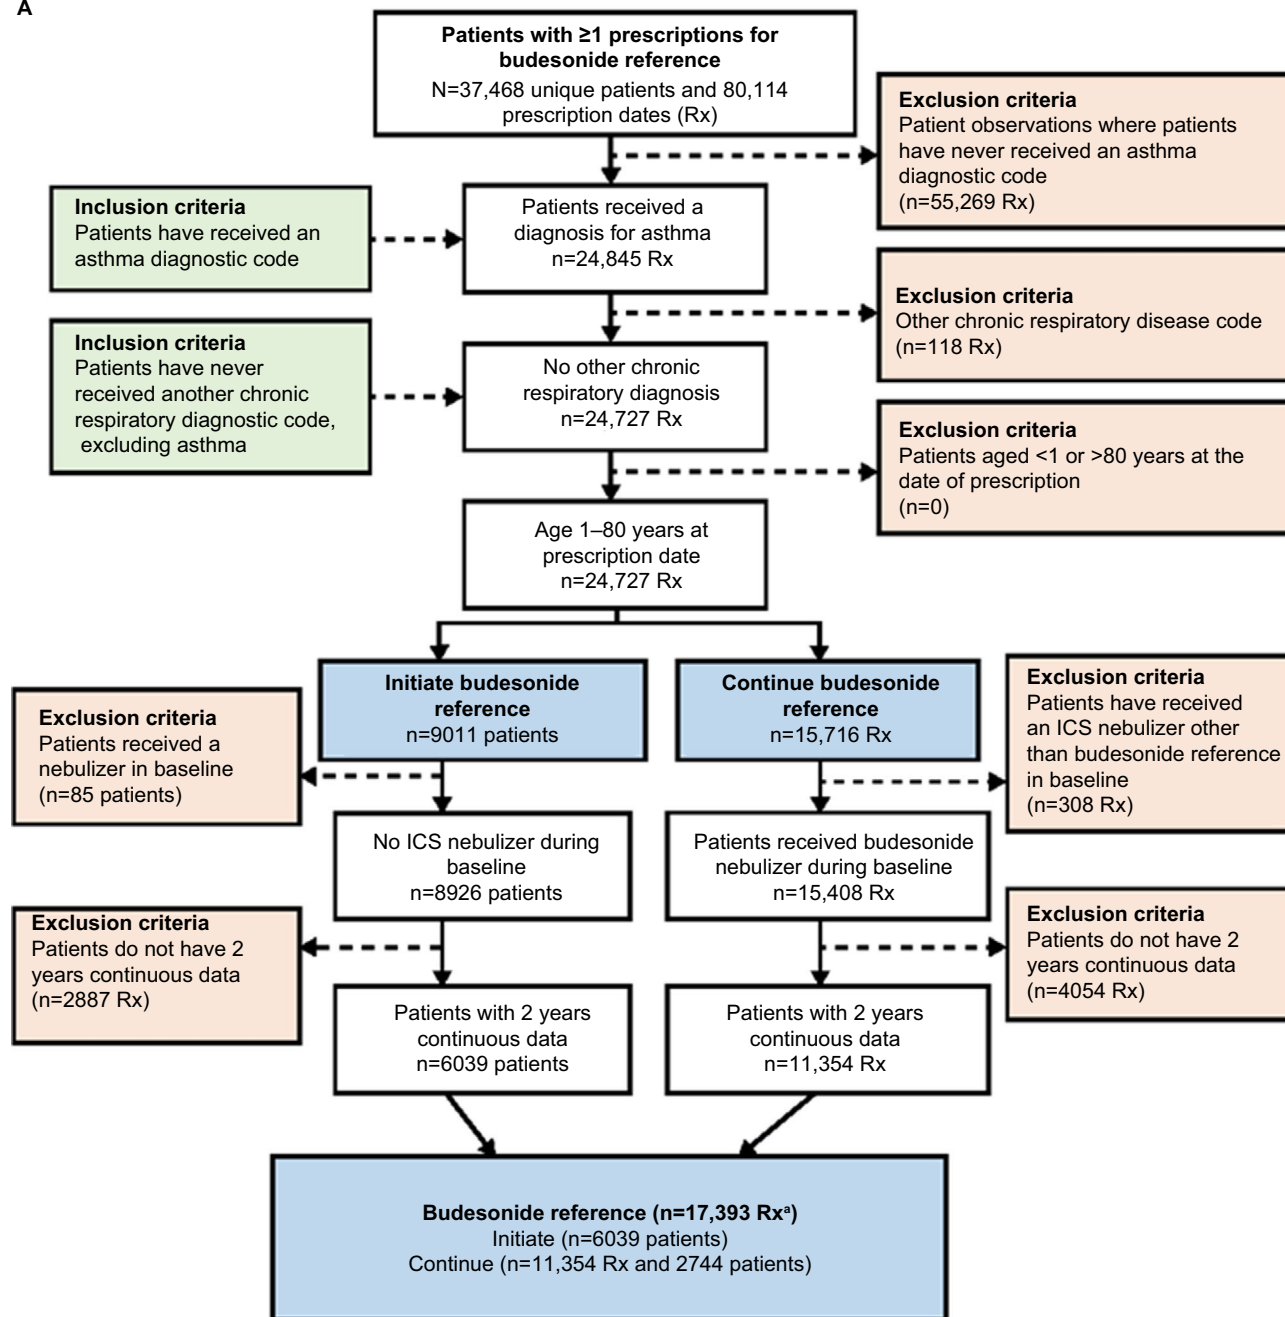 A
Patients with ≥1 prescriptions for
budesonide reference
N=37,468 unique patients and 80,114
prescription dates (Rx)
Exclusion criteria
Patient observations where patients
have never received an asthma
diagnostic code
(n=55,269 Rx)
Inclusion criteria
Patients have received an
asthma diagnostic code
Patients received a
diagnosis for asthma
n=24,845 Rx
Exclusion criteria
Other chronic respiratory disease code
(n=118 Rx)
Inclusion criteria
Patients have never
received another chronic
respiratory diagnostic code,
excluding asthma
No other chronic
respiratory diagnosis
n=24,727 Rx
Exclusion criteria
Patients aged <1 or >80 years at the
date of prescription
(n=0)
Age 1–80 years at
prescription date
n=24,727 Rx
Initiate budesonide
reference
n=9011 patients
Continue budesonide
reference
n=15,716 Rx
Exclusion criteria
Patients received a
nebulizer in baseline
(n=85 patients)
Exclusion criteria
Patients have received
an ICS nebulizer other
than budesonide reference
in baseline
(n=308 Rx)
No ICS nebulizer during
baseline
n=8926 patients
Patients received budesonide
nebulizer during baseline
n=15,408 Rx
Exclusion criteria
Patients do not have 2
years continuous data
(n=2887 Rx)
Exclusion criteria
Patients do not have 2
years continuous data
(n=4054 Rx)
Patients with 2 years
continuous data
n=6039 patients
Patients with 2 years
continuous data
n=11,354 Rx
Budesonide reference (n=17,393 Rxᵃ)
Initiate (n=6039 patients)
Continue (n=11,354 Rx and 2744 patients)